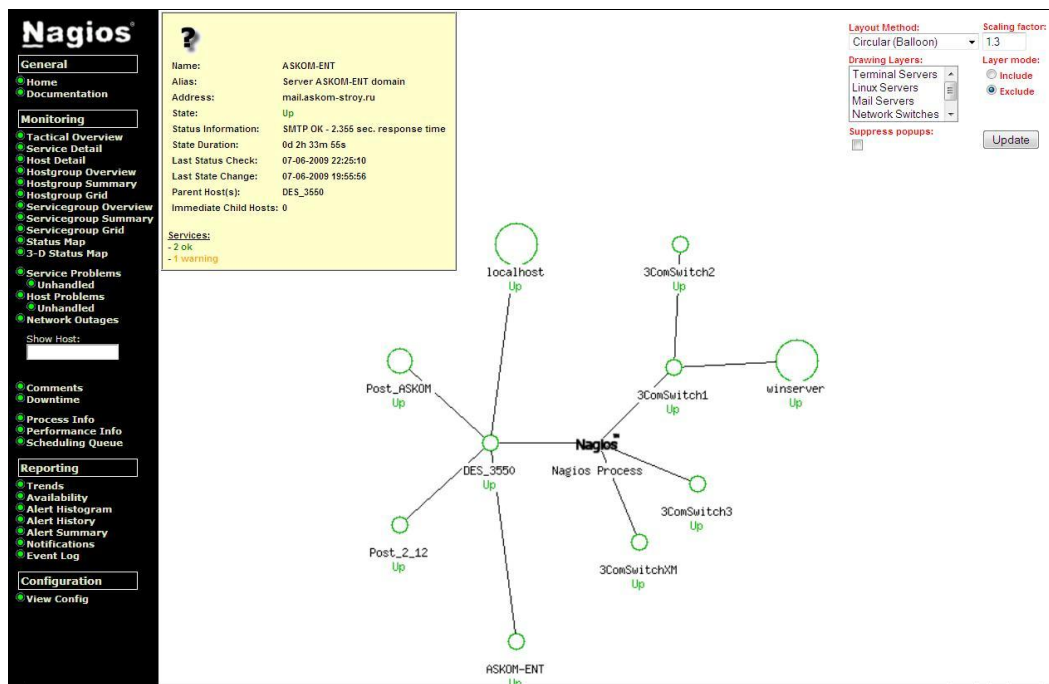 Nagios®
General
Home
Documentation
Monitoring
Tactical Overview
Service Detail
Host Detail
Hostgroup Overview
Hostgroup Summary
Hostgroup Grid
Servicegroup Overview
Servicegroup Summary
Servicegroup Grid
Status Map
3-D Status Map
Service Problems
Unhandled
Host Problems
Unhandled
Network Outages
Show Host:
Comments
Downtime
Process Info
Performance Info
Scheduling Queue
Reporting
Trends
Availability
Alert Histogram
Alert History
Alert Summary
Notifications
Event Log
Configuration
View Config
?
Name: ASKOM-ENT
Alias: Server ASKOM-ENT domain
Address: mail.askom-stroy.ru
State: Up
Status Information: SMTP OK - 2.355 sec. response time
State Duration: 0d 2h 33m 55s
Last Status Check: 07-06-2009 22:25:10
Last State Change: 07-06-2009 19:55:56
Parent Host(s): DES_3550
Immediate Child Hosts: 0
Services:
- 2 ok
- 1 warning
Layout Method: Scaling factor:
Circular (Balloon) 1.3
Drawing Layers: Layer mode:
Terminal Servers
Linux Servers
Mail Servers
Network Switches
Include
Exclude
Suppress popups:
Update
localhost
Up
3ComSwitch2
Up
Post_ASKOM
Up
3ComSwitch1
Up
winserver
Up
DES_3550
Up
Nagios
Nagios Process
3ComSwitch3
Up
Post_2_12
Up
3ComSwitchXM
Up
ASKOM-ENT
Up